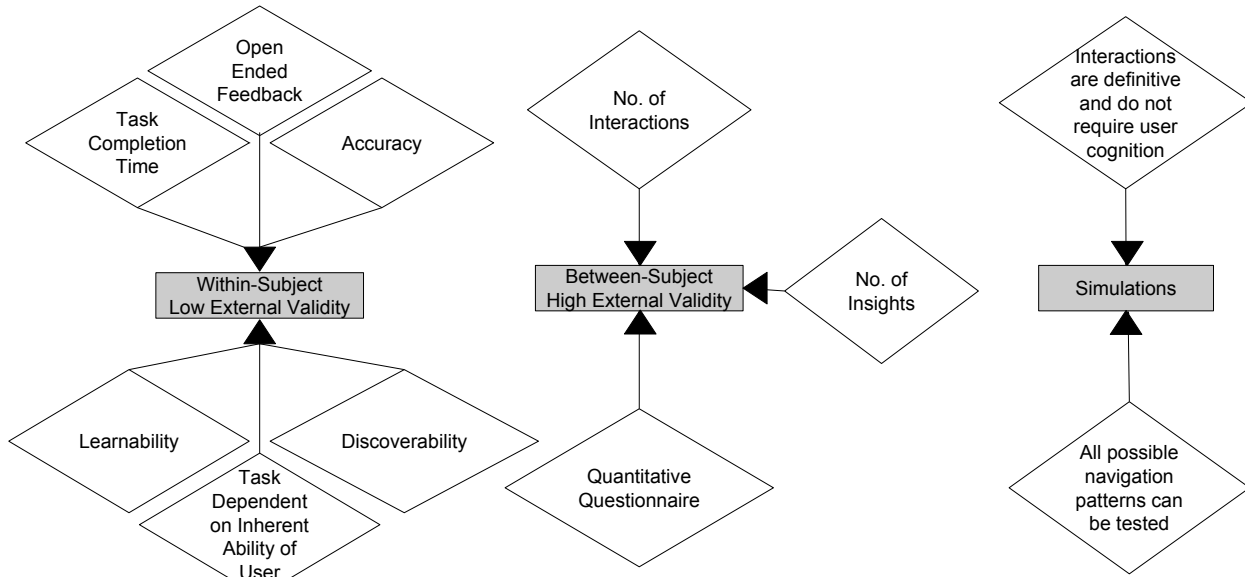 Open
Ended
Feedback
Task
Completion
Time
Accuracy
Within-Subject
Low External Validity
Learnability
Discoverability
Task
Dependent
on Inherent
Ability of
User
No. of
Interactions
Between-Subject
High External Validity
No. of
Insights
Quantitative
Questionnaire
Interactions
are definitive
and do not
require user
cognition
Simulations
All possible
navigation
patterns can
be tested